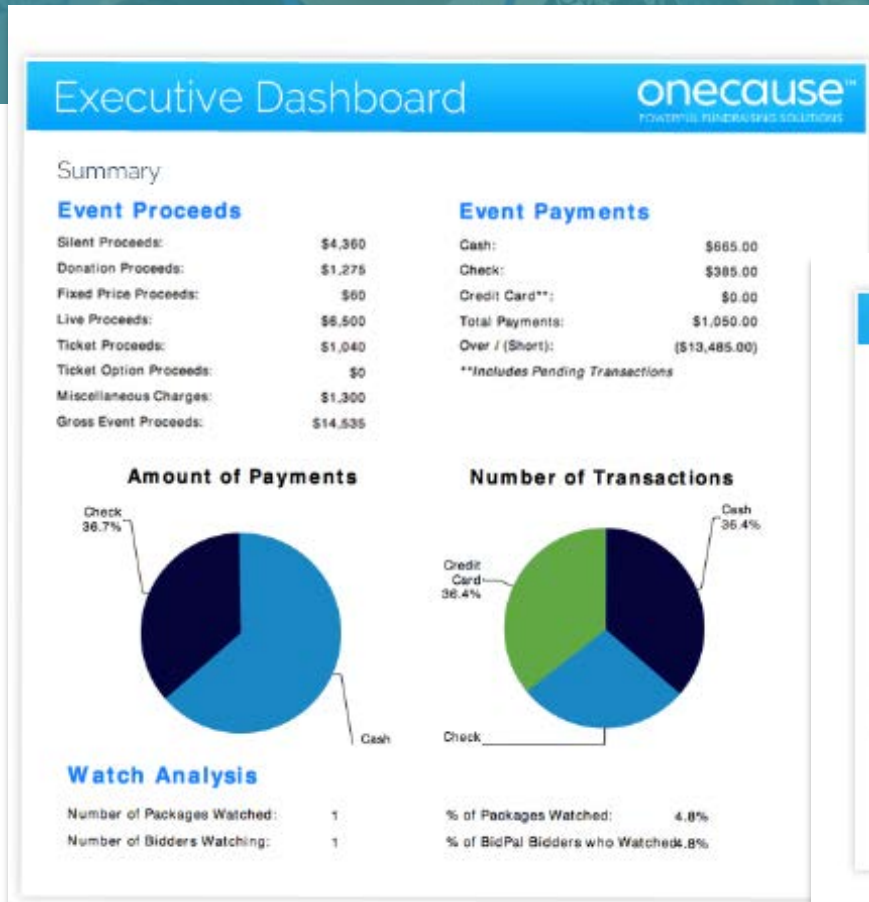 Executive Dashboard
onecause™
POWERFUL FUNDRAISING SOLUTIONS
Summary
Event Proceeds
Silent Proceeds: $4,360
Donation Proceeds: $1,275
Fixed Price Proceeds: $60
Live Proceeds: $6,500
Ticket Proceeds: $1,040
Ticket Option Proceeds: $0
Miscellaneous Charges: $1,300
Gross Event Proceeds: $14,535
Event Payments
Cash: $665.00
Check: $385.00
Credit Card**: $0.00
Total Payments: $1,050.00
Over / (Short): ($13,485.00)
**Includes Pending Transactions
Amount of Payments
Check
36.7%
Cash
Number of Transactions
Cash
36.4%
Credit
Card
36.4%
Check
Watch Analysis
Number of Packages Watched: 1
Number of Bidders Watching: 1
% of Packages Watched: 4.8%
% of BidPal Bidders who Watched4.8%